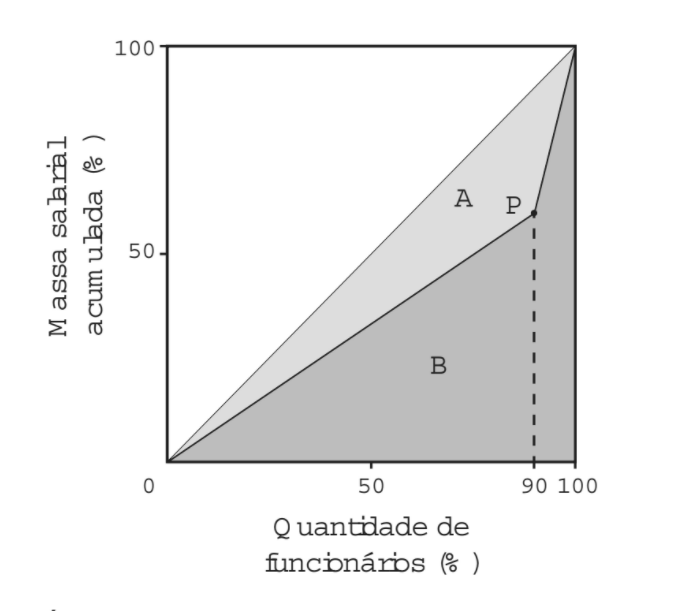 100
Massa salarial
acumulada (%)
A
P
50
B
0
50
90
100
Quantidade de
funcionários (%)